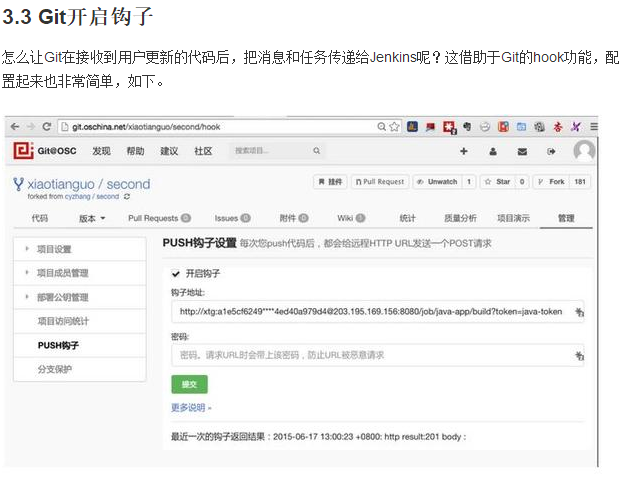 3.3 Git开启钩子
怎么让Git在接收到用户更新的代码后，把消息和任务传递给Jenkins呢？这借助于Git的hook功能，配
置起来也非常简单，如下。
git.oschina.net/xiaotianguo/second/hook
Git@OSC 发现 帮助 建议 社区 搜索项目...
xiaotianguo / second
forked from cyzhang / second
挂件 Pull Request Unwatch 1 Star 0 Fork 181
代码 版本 Pull Requests 0 Issues 0 附件 0 Wiki 1 统计 质量分析 项目演示 管理
项目设置
项目成员管理
部署公钥管理
项目访问统计
PUSH钩子
分支保护
PUSH钩子设置 每次您push代码后，都会给远程HTTP URL发送一个POST请求
开启钩子
钩子地址:
http://xtg:a1e5cf6249****4ed40a979d4@203.195.169.156:8080/job/java-app/build?token=java-token
密码:
密码。请求URL时会带上该密码，防止URL被恶意请求
提交
更多说明 »
最近一次的钩子返回结果：2015-06-17 13:00:23 +0800: http result:201 body :